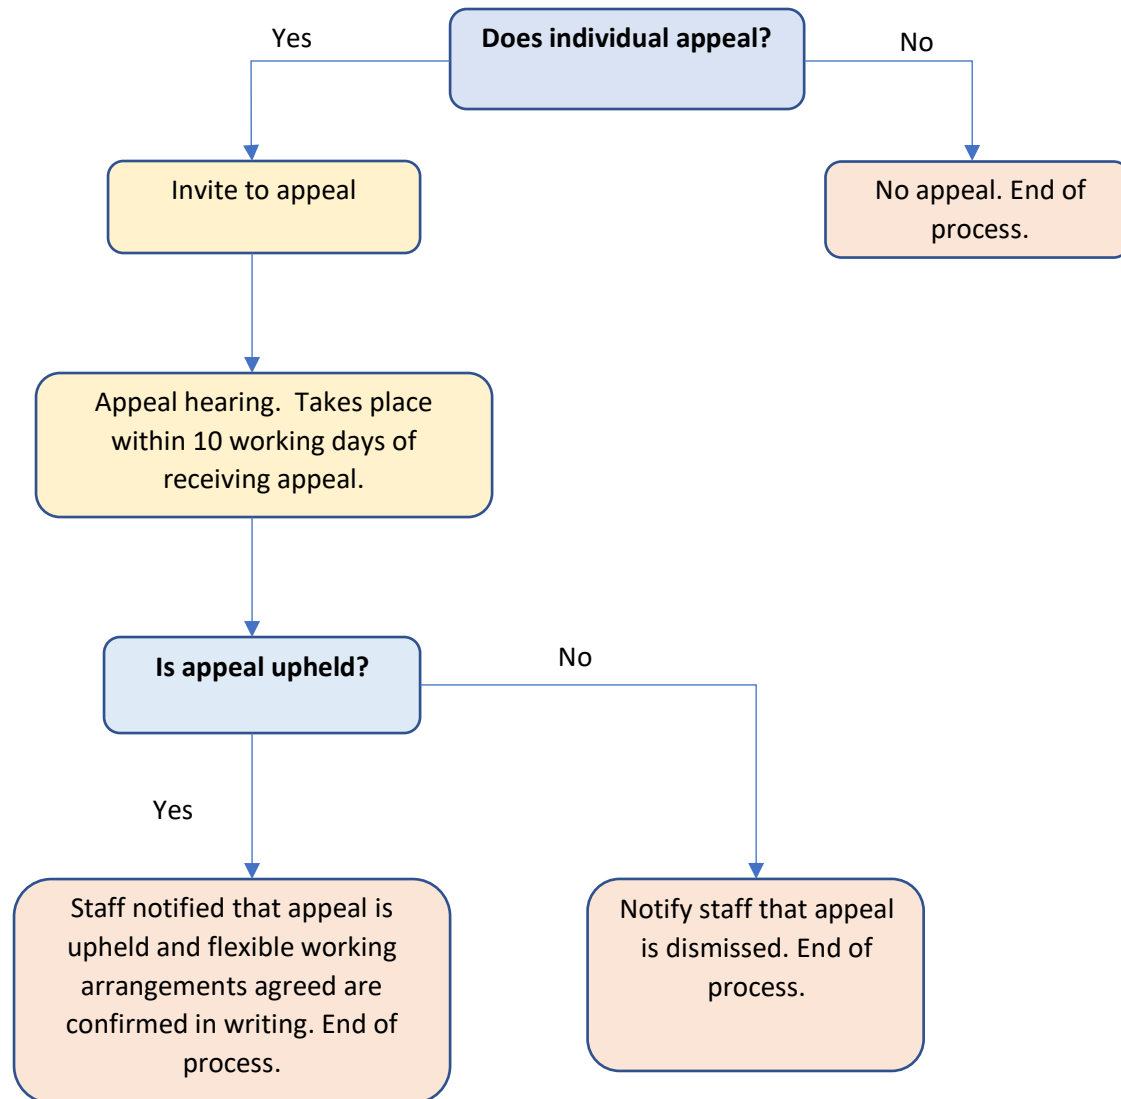 Yes
Does individual appeal?
No
Invite to appeal
No appeal. End of
process.
Appeal hearing.  Takes place
within 10 working days of
receiving appeal.
Is appeal upheld?
No
Yes
Staff notified that appeal is
upheld and flexible working
arrangements agreed are
confirmed in writing. End of
process.
Notify staff that appeal
is dismissed. End of
process.